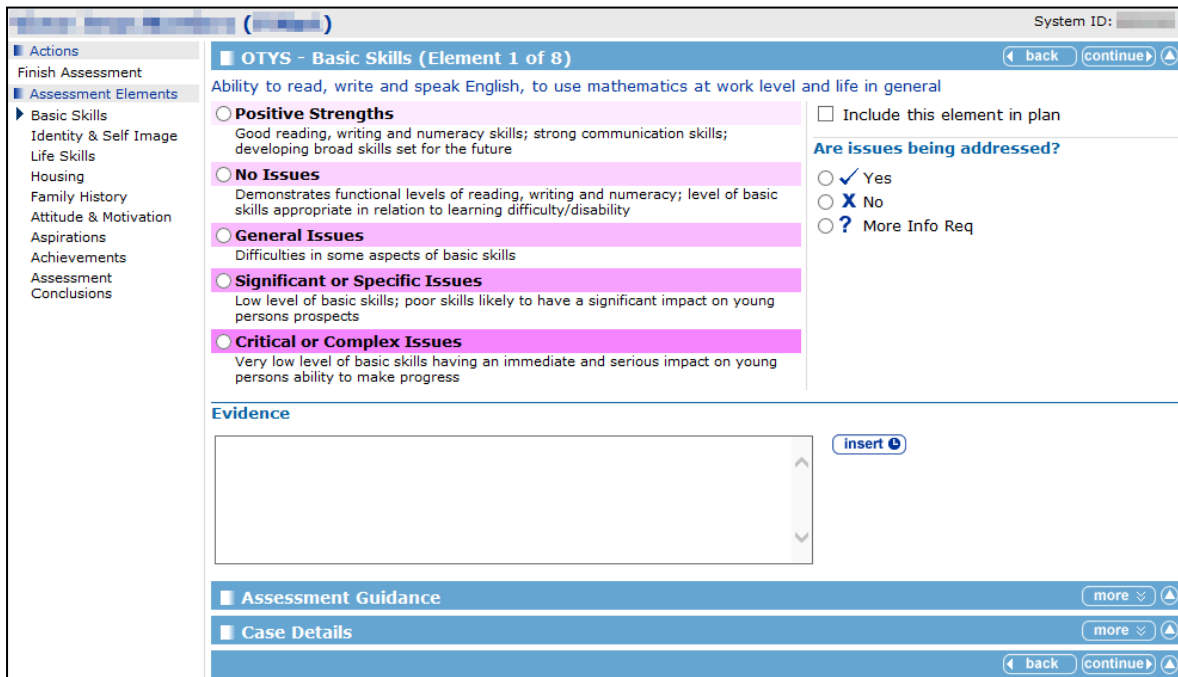 ( )
System ID:
Actions
Finish Assessment
Assessment Elements
Basic Skills
Identity & Self Image
Life Skills
Housing
Family History
Attitude & Motivation
Aspirations
Achievements
Assessment
Conclusions
OTYS - Basic Skills (Element 1 of 8)
back
continue
Ability to read, write and speak English, to use mathematics at work level and life in general
Positive Strengths
Good reading, writing and numeracy skills; strong communication skills;
developing broad skills set for the future
No Issues
Demonstrates functional levels of reading, writing and numeracy; level of basic
skills appropriate in relation to learning difficulty/disability
General Issues
Difficulties in some aspects of basic skills
Significant or Specific Issues
Low level of basic skills; poor skills likely to have a significant impact on young
persons prospects
Critical or Complex Issues
Very low level of basic skills having an immediate and serious impact on young
persons ability to make progress
Include this element in plan
Are issues being addressed?
Yes
X No
? More Info Req
Evidence
insert
Assessment Guidance
more
Case Details
more
back
continue